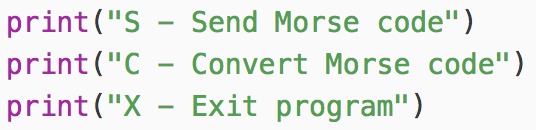 print("S – Send Morse code")
print("C – Convert Morse code")
print("X – Exit program")